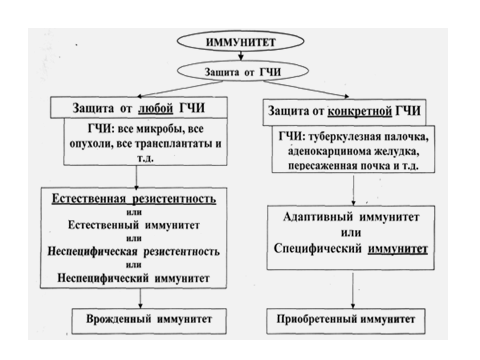 ИММУНИТЕТ
Защита от ГЧИ
Защита от любой ГЧИ
ГЧИ: все микробы, все
опухоли, все трансплантаты и
т.д.
Естественная резистентность
или
Естественный иммунитет
или
Неспецифическая резистентность
или
Неспецифический иммунитет
Врожденный иммунитет
Защита от конкретной ГЧИ
ГЧИ: туберкулезная палочка,
аденокарцинома желудка,
пересаженная почка и т.д.
Адаптивный иммунитет
или
Специфический иммунитет
Приобретенный иммунитет